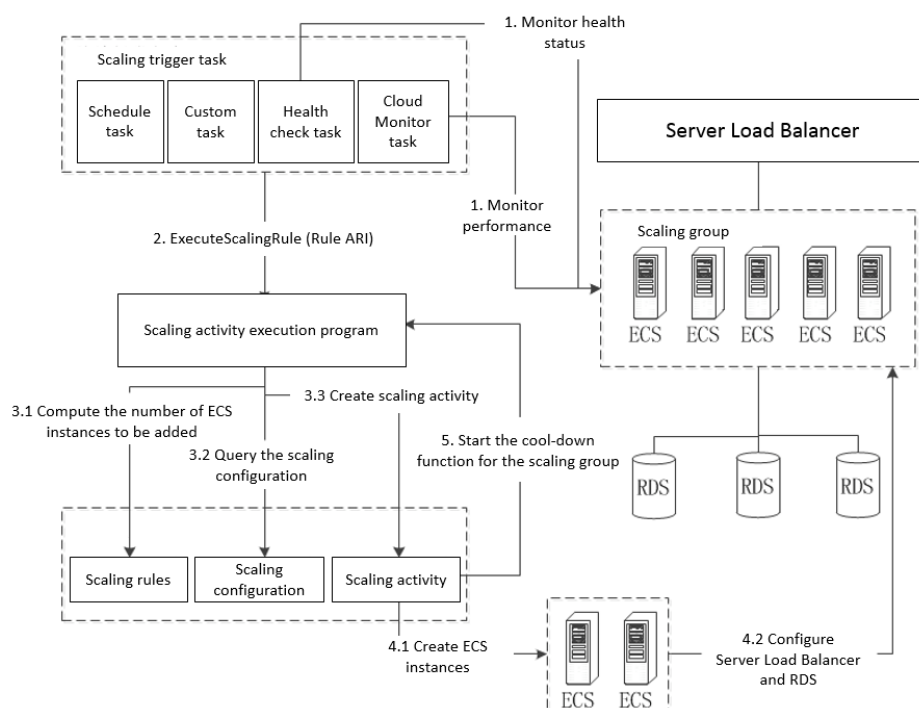 1. Monitor health
status
Scaling trigger task
Schedule
task
Custom
task
Health
check task
Cloud
Monitor
task
Server Load Balancer
1. Monitor
performance
2. ExecuteScalingRule (Rule ARI)
Scaling group
ECS
ECS
ECS
ECS
ECS
Scaling activity execution program
3.1 Compute the number of ECS
instances to be added
3.3 Create scaling activity
3.2 Query the scaling
configuration
5. Start the cool-down
function for the scaling group
RDS
RDS
RDS
Scaling rules
Scaling
configuration
Scaling activity
4.1 Create ECS
instances
ECS
ECS
4.2 Configure
Server Load Balancer
and RDS